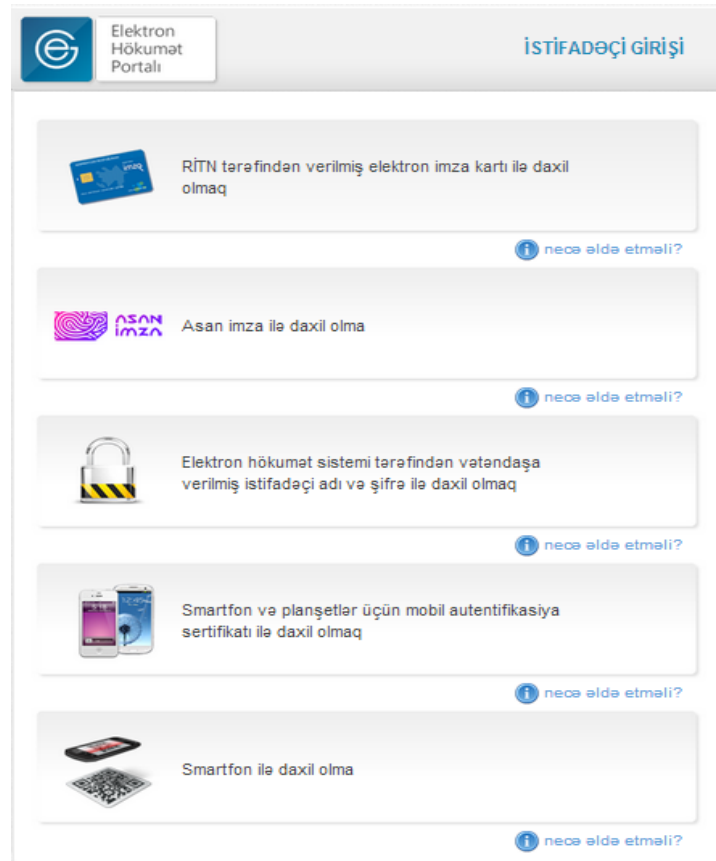 Elektron
Hökumət
Portalı
İSTİFADƏÇİ GİRİŞİ
imza
RİTN tərəfindən verilmiş elektron imza kartı ilə daxil
olmaq
necə əldə etməli?
ASAN
İMZA
Asan imza ilə daxil olma
necə əldə etməli?
Elektron hökumət sistemi tərəfindən vətəndaşa
verilmiş istifadəçi adı və şifrə ilə daxil olmaq
necə əldə etməli?
Smartfon və planşetlər üçün mobil autentifikasiya
sertifikatı ilə daxil olmaq
necə əldə etməli?
Smartfon ilə daxil olma
necə əldə etməli?